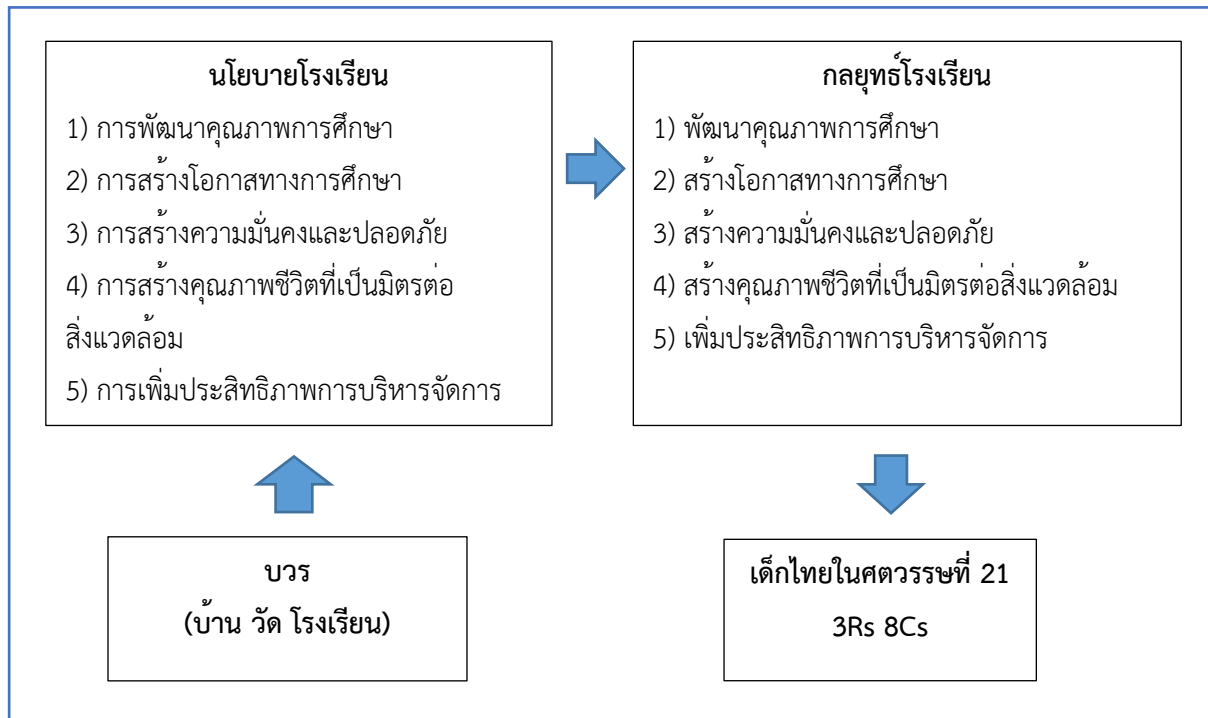 นโยบายโรงเรียน
1) การพัฒนาคุณภาพการศึกษา
2) การสร้างโอกาสทางการศึกษา
3) การสร้างความมั่นคงและปลอดภัย
4) การสร้างคุณภาพชีวิตที่เป็นมิตรต่อ
สิ่งแวดล้อม
5) การเพิ่มประสิทธิภาพการบริหารจัดการ
กลยุทธ์โรงเรียน
1) พัฒนาคุณภาพการศึกษา
2) สร้างโอกาสทางการศึกษา
3) สร้างความมั่นคงและปลอดภัย
4) สร้างคุณภาพชีวิตที่เป็นมิตรต่อสิ่งแวดล้อม
5) เพิ่มประสิทธิภาพการบริหารจัดการ
บวร
(บ้าน วัด โรงเรียน)
เด็กไทยในศตวรรษที่ 21
3Rs 8Cs